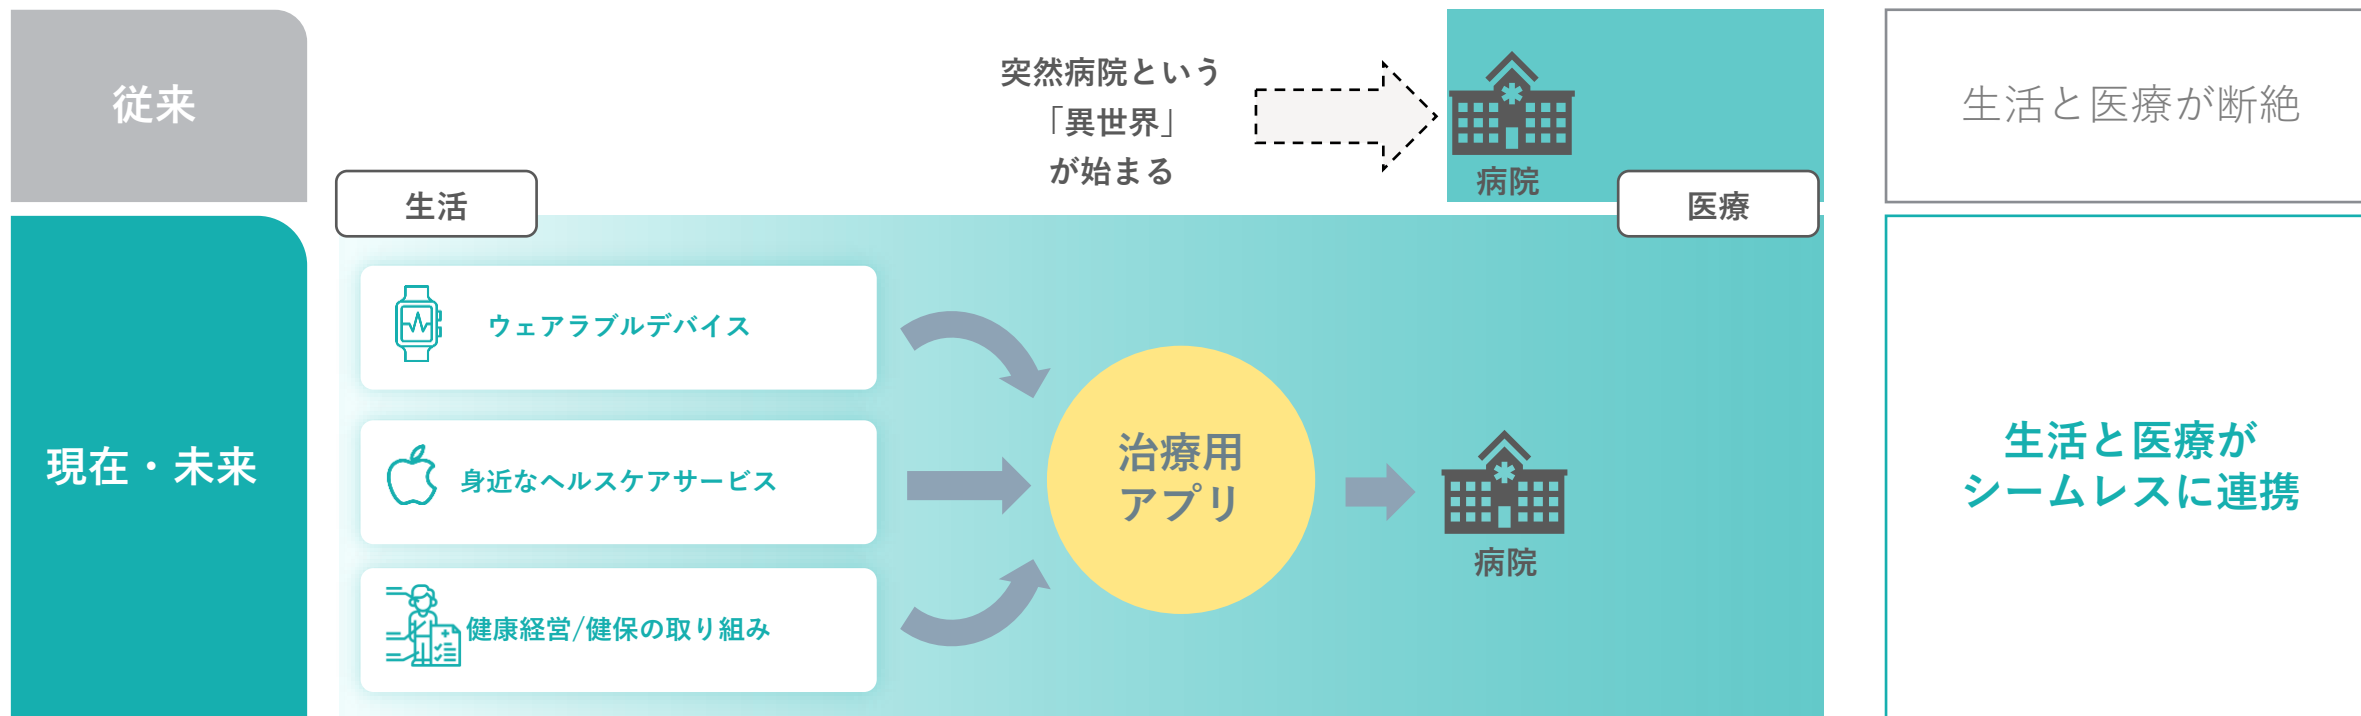 従来
突然病院という
「異世界」
が始まる
病院
生活と医療が断絶
生活
医療
現在・未来
ウェアラブルデバイス
身近なヘルスケアサービス
健康経営/健保の取り組み
治療用
アプリ
病院
生活と医療が
シームレスに連携